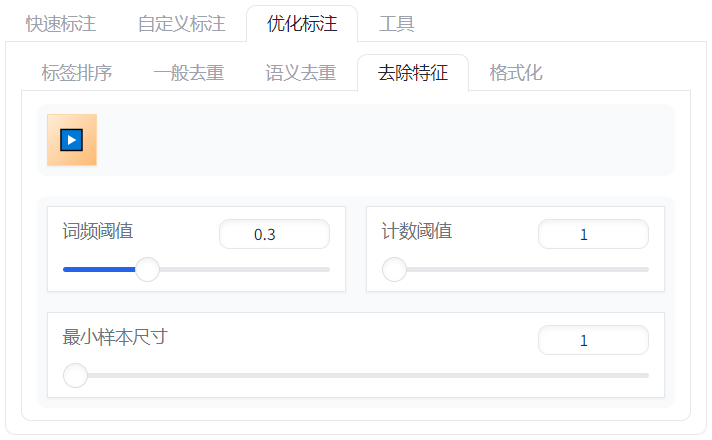 快速标注 自定义标注 优化标注 工具
标签排序 一般去重 语义去重 去除特征 格式化
词频阈值 0.3 计数阈值 1
最小样本尺寸 1